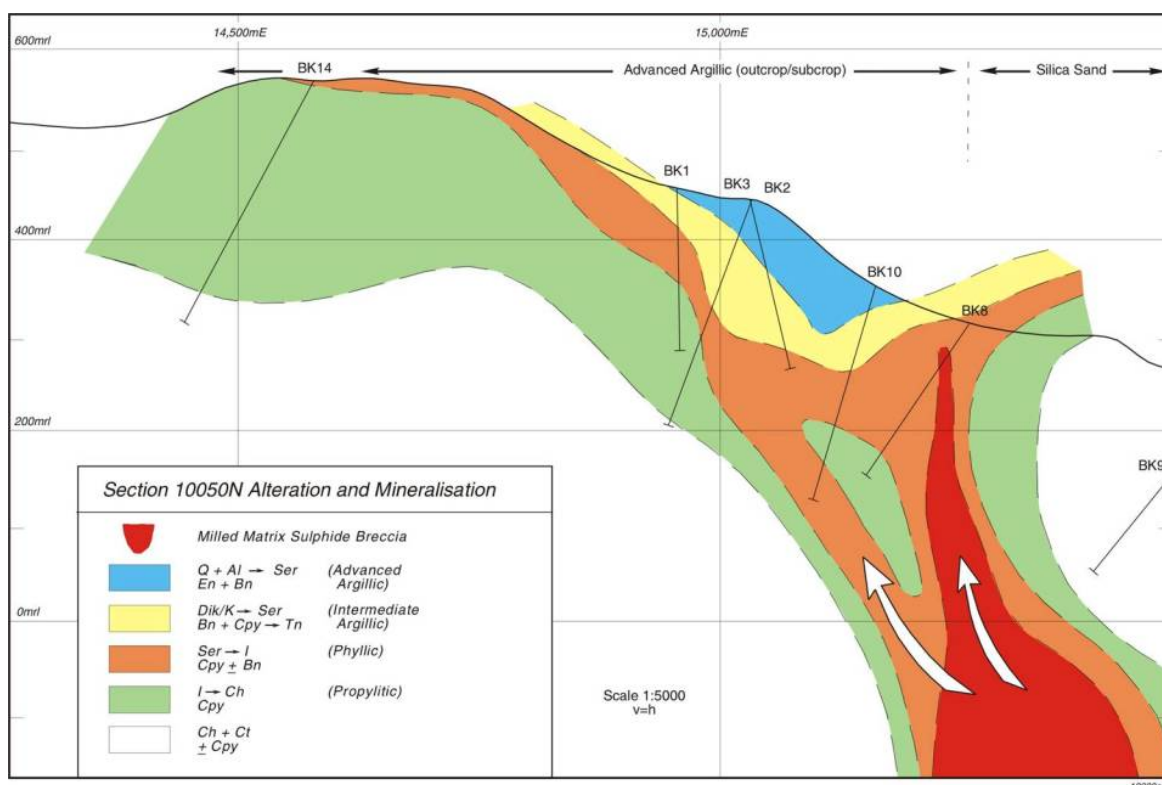 14,500mE
15,000mE
600mrl
BK14
Advanced Argillic (outcrop/subcrop)
Silica Sand
BK1
BK3
BK2
400mrl
BK10
BK8
200mrl
BK9
Section 10050N Alteration and Mineralisation
Milled Matrix Sulphide Breccia
Q + Al → Ser (Advanced
En + Bn Argillic)
0mrl
Dik/K → Ser (Intermediate
Bn + Cpy → Tn Argillic)
Ser → I (Phyllic)
Cpy ± Bn
I → Ch (Propylitic)
Cpy
Scale 1:5000
v=h
Ch + Ct
± Cpy